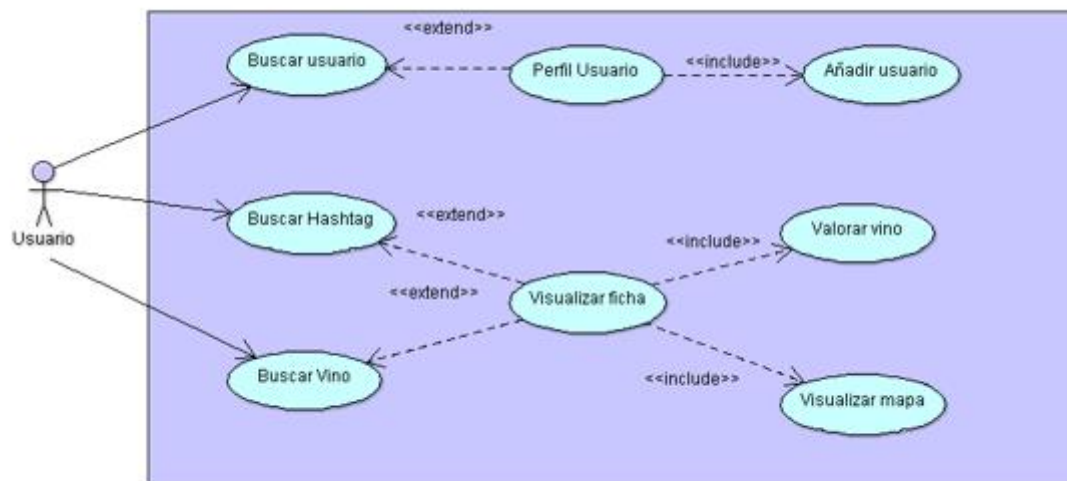 <<extend>>
Buscar usuario
Perfil Usuario
<<include>>
Añadir usuario
Usuario
Buscar Hashtag
<<extend>>
<<include>>
Valorar vino
<<extend>>
Visualizar ficha
Buscar Vino
<<include>>
Visualizar mapa